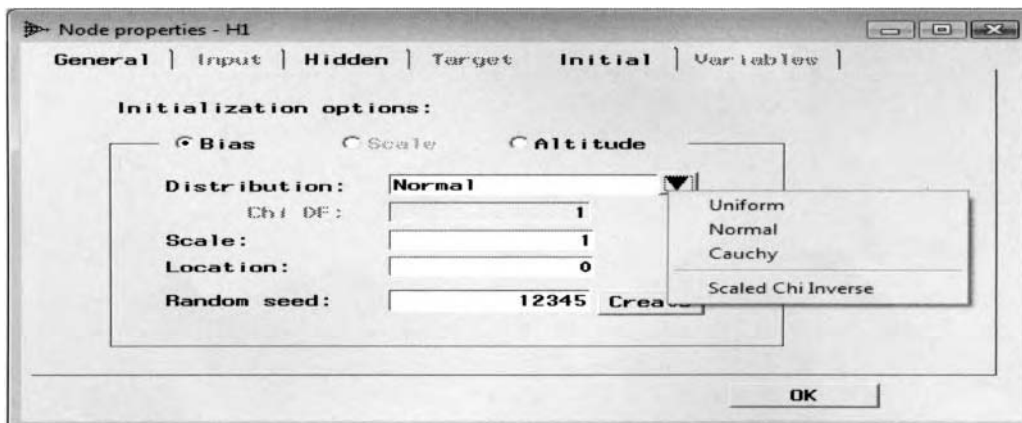 Node properties - H1
General Input Hidden Target Initial Variables
Initialization options:
Bias Scale Altitude
Distribution: Normal
Chi DF: 1
Scale: 1
Location: 0
Random seed: 12345 Create
Uniform
Normal
Cauchy
Scaled Chi Inverse
OK